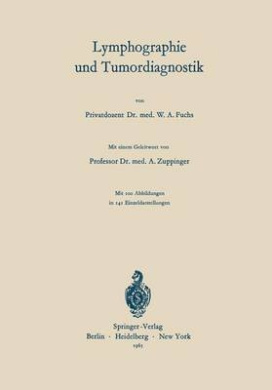 Lymphographie
und Tumordiagnostik
von
Privatdozent Dr. med. W. A. Fuchs
Mit einem Geleitwort von
Professor Dr. med. A. Zuppinger
Mit 100 Abbildungen
in 141 Einzeldarstellungen
Springer-Verlag
Berlin · Heidelberg · New York
1965